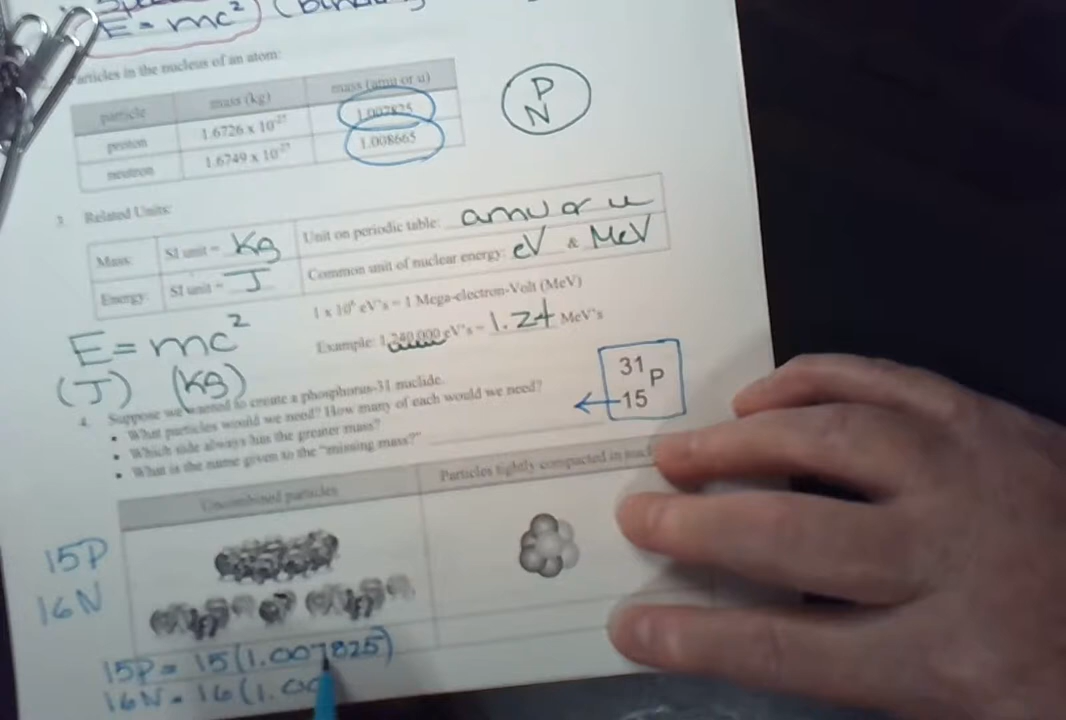 E = mc²)
particles in the nucleus of an atom:
particle mass (kg) mass (amu or u)
proton 1.6726 x 10⁻²⁷ 1.007825
neutron 1.6749 x 10⁻²⁷ 1.008665
P
N
3. Related Units:
Mass: SI unit = Kg Unit on periodic table: amu or u
Energy: SI unit = J Common unit of nuclear energy: eV & MeV
1 x 10⁶ eV's = 1 Mega-electron-Volt (MeV)
Example: 1,240,000 eV's = 1.24 MeV's
E = mc²
(J) (Kg)
31
15 P
4. Suppose we wanted to create a phosphorus-31 nuclide.
• What particles would we need? How many of each would we need?
• Which side always has the greater mass?
• What is the name given to the "missing mass?"
Uncombined particles Particles tightly compacted in
15P
16N
15P = 15(1.007825)
16N = 16(1.00